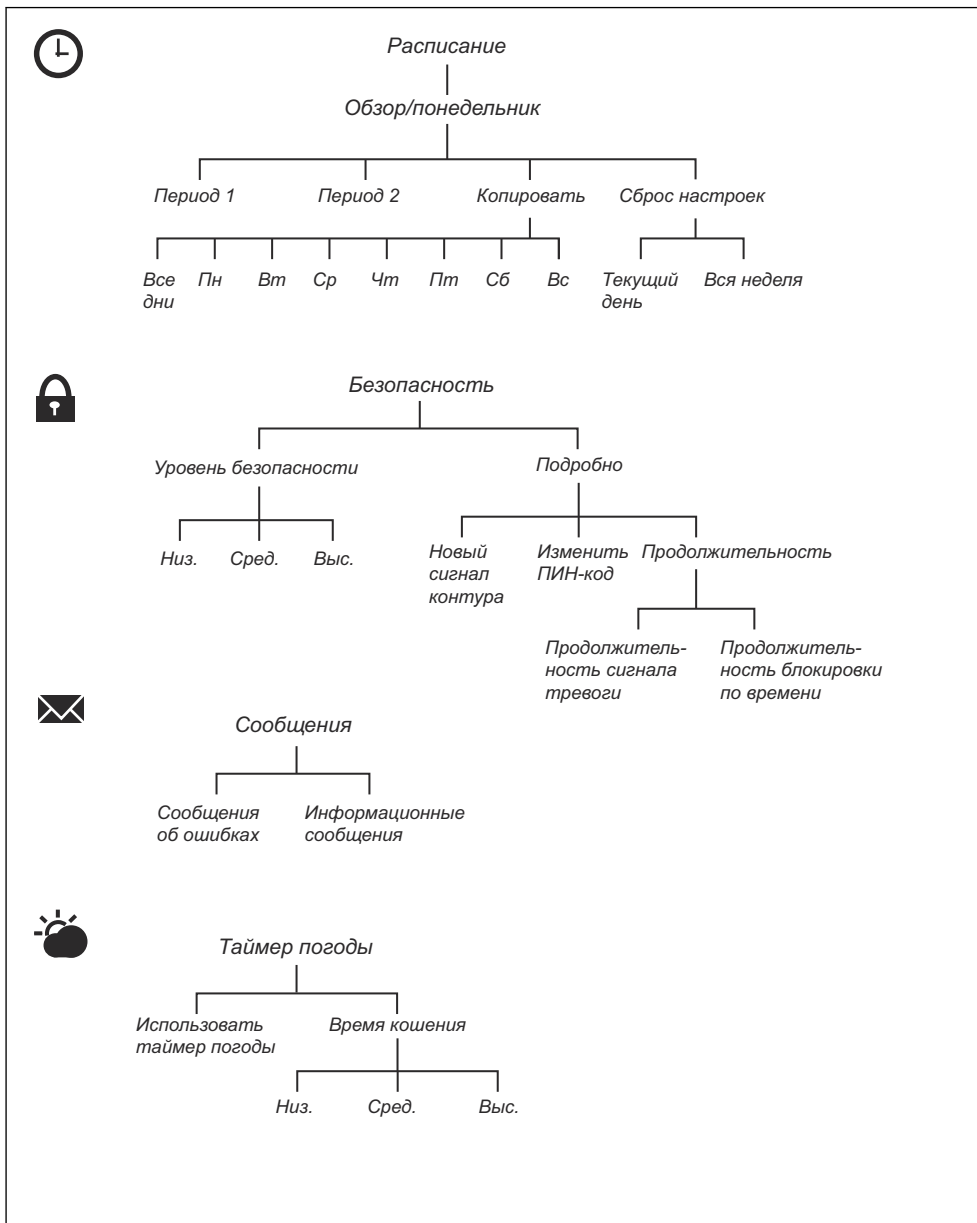 Расписание
Обзор/понедельник
Период 1
Период 2
Копировать
Сброс настроек
Все
дни
Пн
Вт
Ср
Чт
Пт
Сб
Вс
Текущий
день
Вся неделя
Безопасность
Уровень безопасности
Подробно
Низ.
Сред.
Выс.
Новый
сигнал
контура
Изменить
ПИН-код
Продолжительность
Продолжитель-
ность сигнала
тревоги
Продолжитель-
ность блокировки
по времени
Сообщения
Сообщения
об ошибках
Информационные
сообщения
Таймер погоды
Использовать
таймер погоды
Время кошения
Низ.
Сред.
Выс.